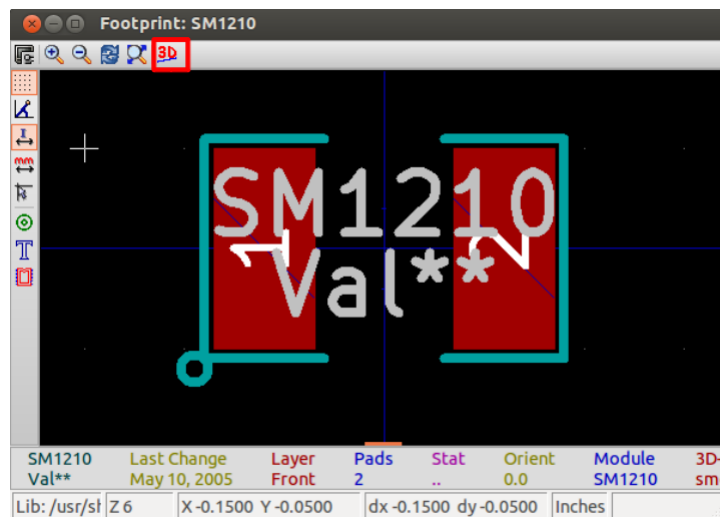 Footprint: SM1210
3D
mm
T
SM1210
1 2
Val**
SM1210 Last Change Layer Pads Stat Orient Module 3D-
Val** May 10, 2005 Front 2 .. 0.0 SM1210 sm
Lib: /usr/sl Z 6 X -0.1500 Y -0.0500 dx -0.1500 dy -0.0500 Inches